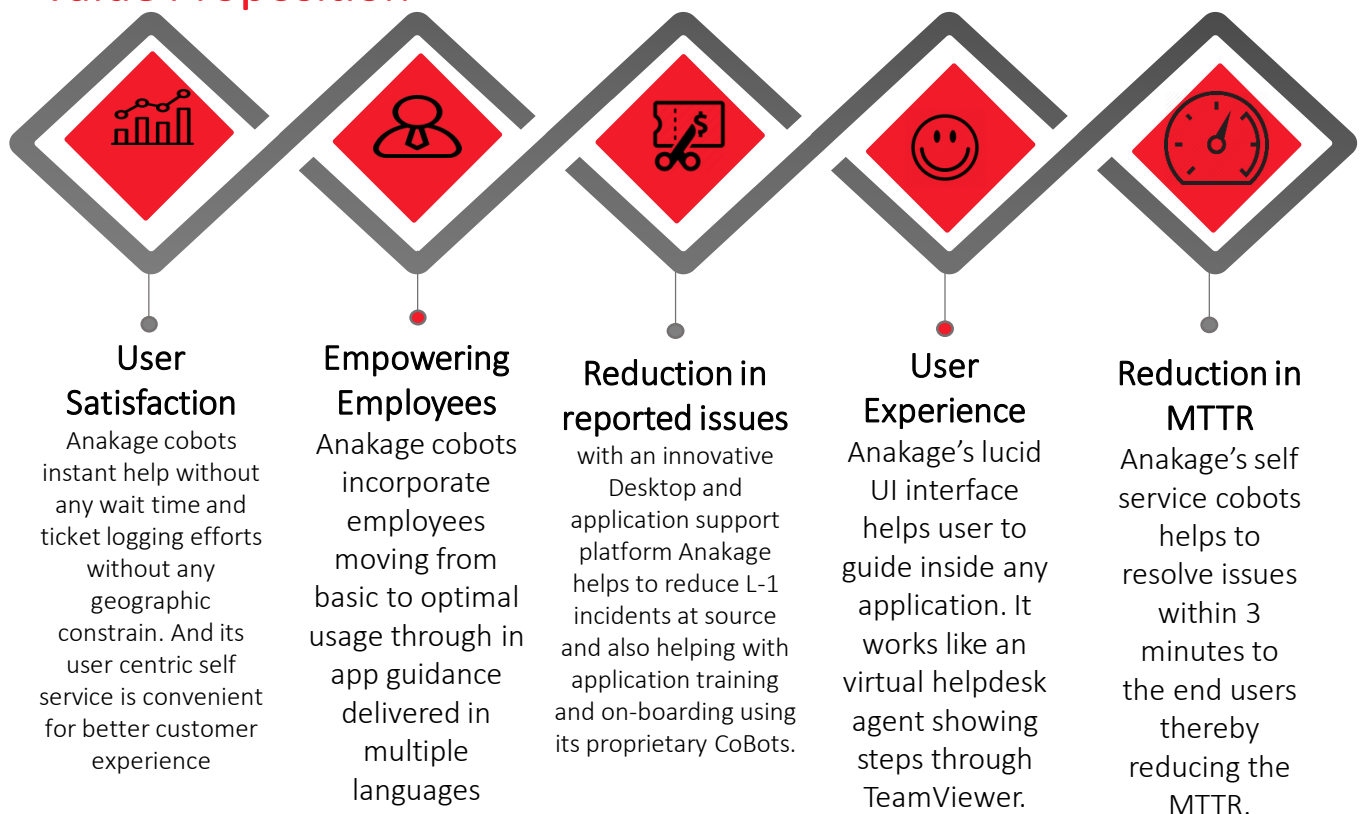 Value Proposition
User
Satisfaction
Anakage cobots
instant help without
any wait time and
ticket logging efforts
without any
geographic
constrain. And its
user centric self
service is convenient
for better customer
experience
Empowering
Employees
Anakage cobots
incorporate
employees
moving from
basic to optimal
usage through in
app guidance
delivered in
multiple
languages
Reduction in
reported issues
with an innovative
Desktop and
application support
platform Anakage
helps to reduce L-1
incidents at source
and also helping with
application training
and on-boarding using
its proprietary CoBots.
User
Experience
Anakage’s lucid
UI interface
helps user to
guide inside any
application. It
works like an
virtual helpdesk
agent showing
steps through
TeamViewer.
Reduction in
MTTR
Anakage’s self
service cobots
helps to
resolve issues
within 3
minutes to
the end users
thereby
reducing the
MTTR.